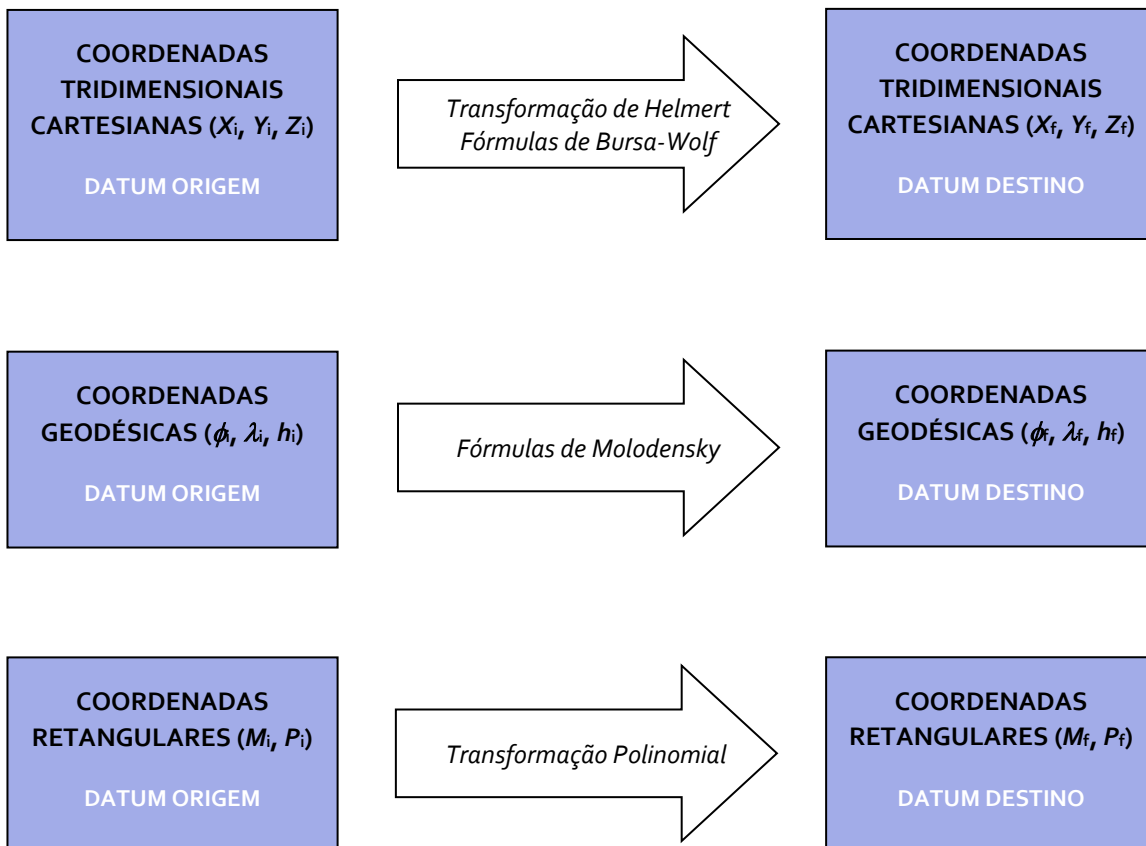 COORDENADAS
TRIDIMENSIONAIS
CARTESIANAS (Xi, Yi, Zi)
DATUM ORIGEM
Transformação de Helmert
Fórmulas de Bursa-Wolf
COORDENADAS
TRIDIMENSIONAIS
CARTESIANAS (Xf, Yf, Zf)
DATUM DESTINO
COORDENADAS
GEODÉSICAS (ϕi, λi, hi)
DATUM ORIGEM
Fórmulas de Molodensky
COORDENADAS
GEODÉSICAS (ϕf, λf, hf)
DATUM DESTINO
COORDENADAS
RETANGULARES (Mi, Pi)
DATUM ORIGEM
Transformação Polinomial
COORDENADAS
RETANGULARES (Mf, Pf)
DATUM DESTINO